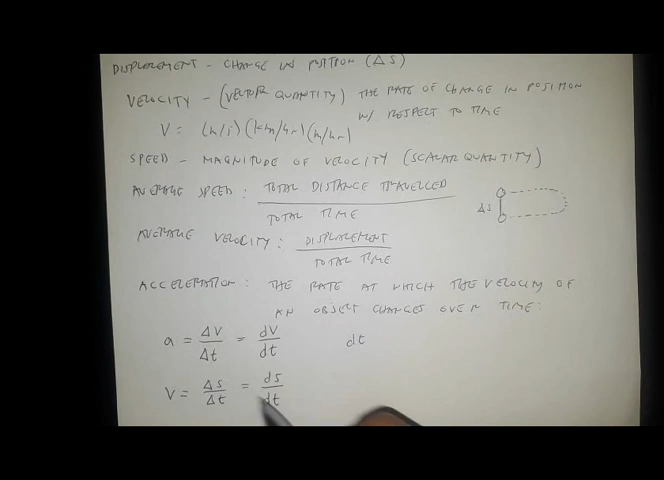 DISPLACEMENT - CHANGE IN POSITION (ΔS)
VELOCITY - (VECTOR QUANTITY) THE RATE OF CHANGE IN POSITION
W/ RESPECT TO TIME
V = (m/s) (km/hr) (m/hr)
SPEED - MAGNITUDE OF VELOCITY (SCALAR QUANTITY)
AVERAGE SPEED : TOTAL DISTANCE TRAVELLED
TOTAL TIME
ΔS
AVERAGE VELOCITY : DISPLACEMENT
TOTAL TIME
ACCELERATION : THE RATE AT WHICH THE VELOCITY OF
AN OBJECT CHANGES OVER TIME :
a = ΔV/Δt = dV/dt dt
V = ΔS/Δt = ds/dt